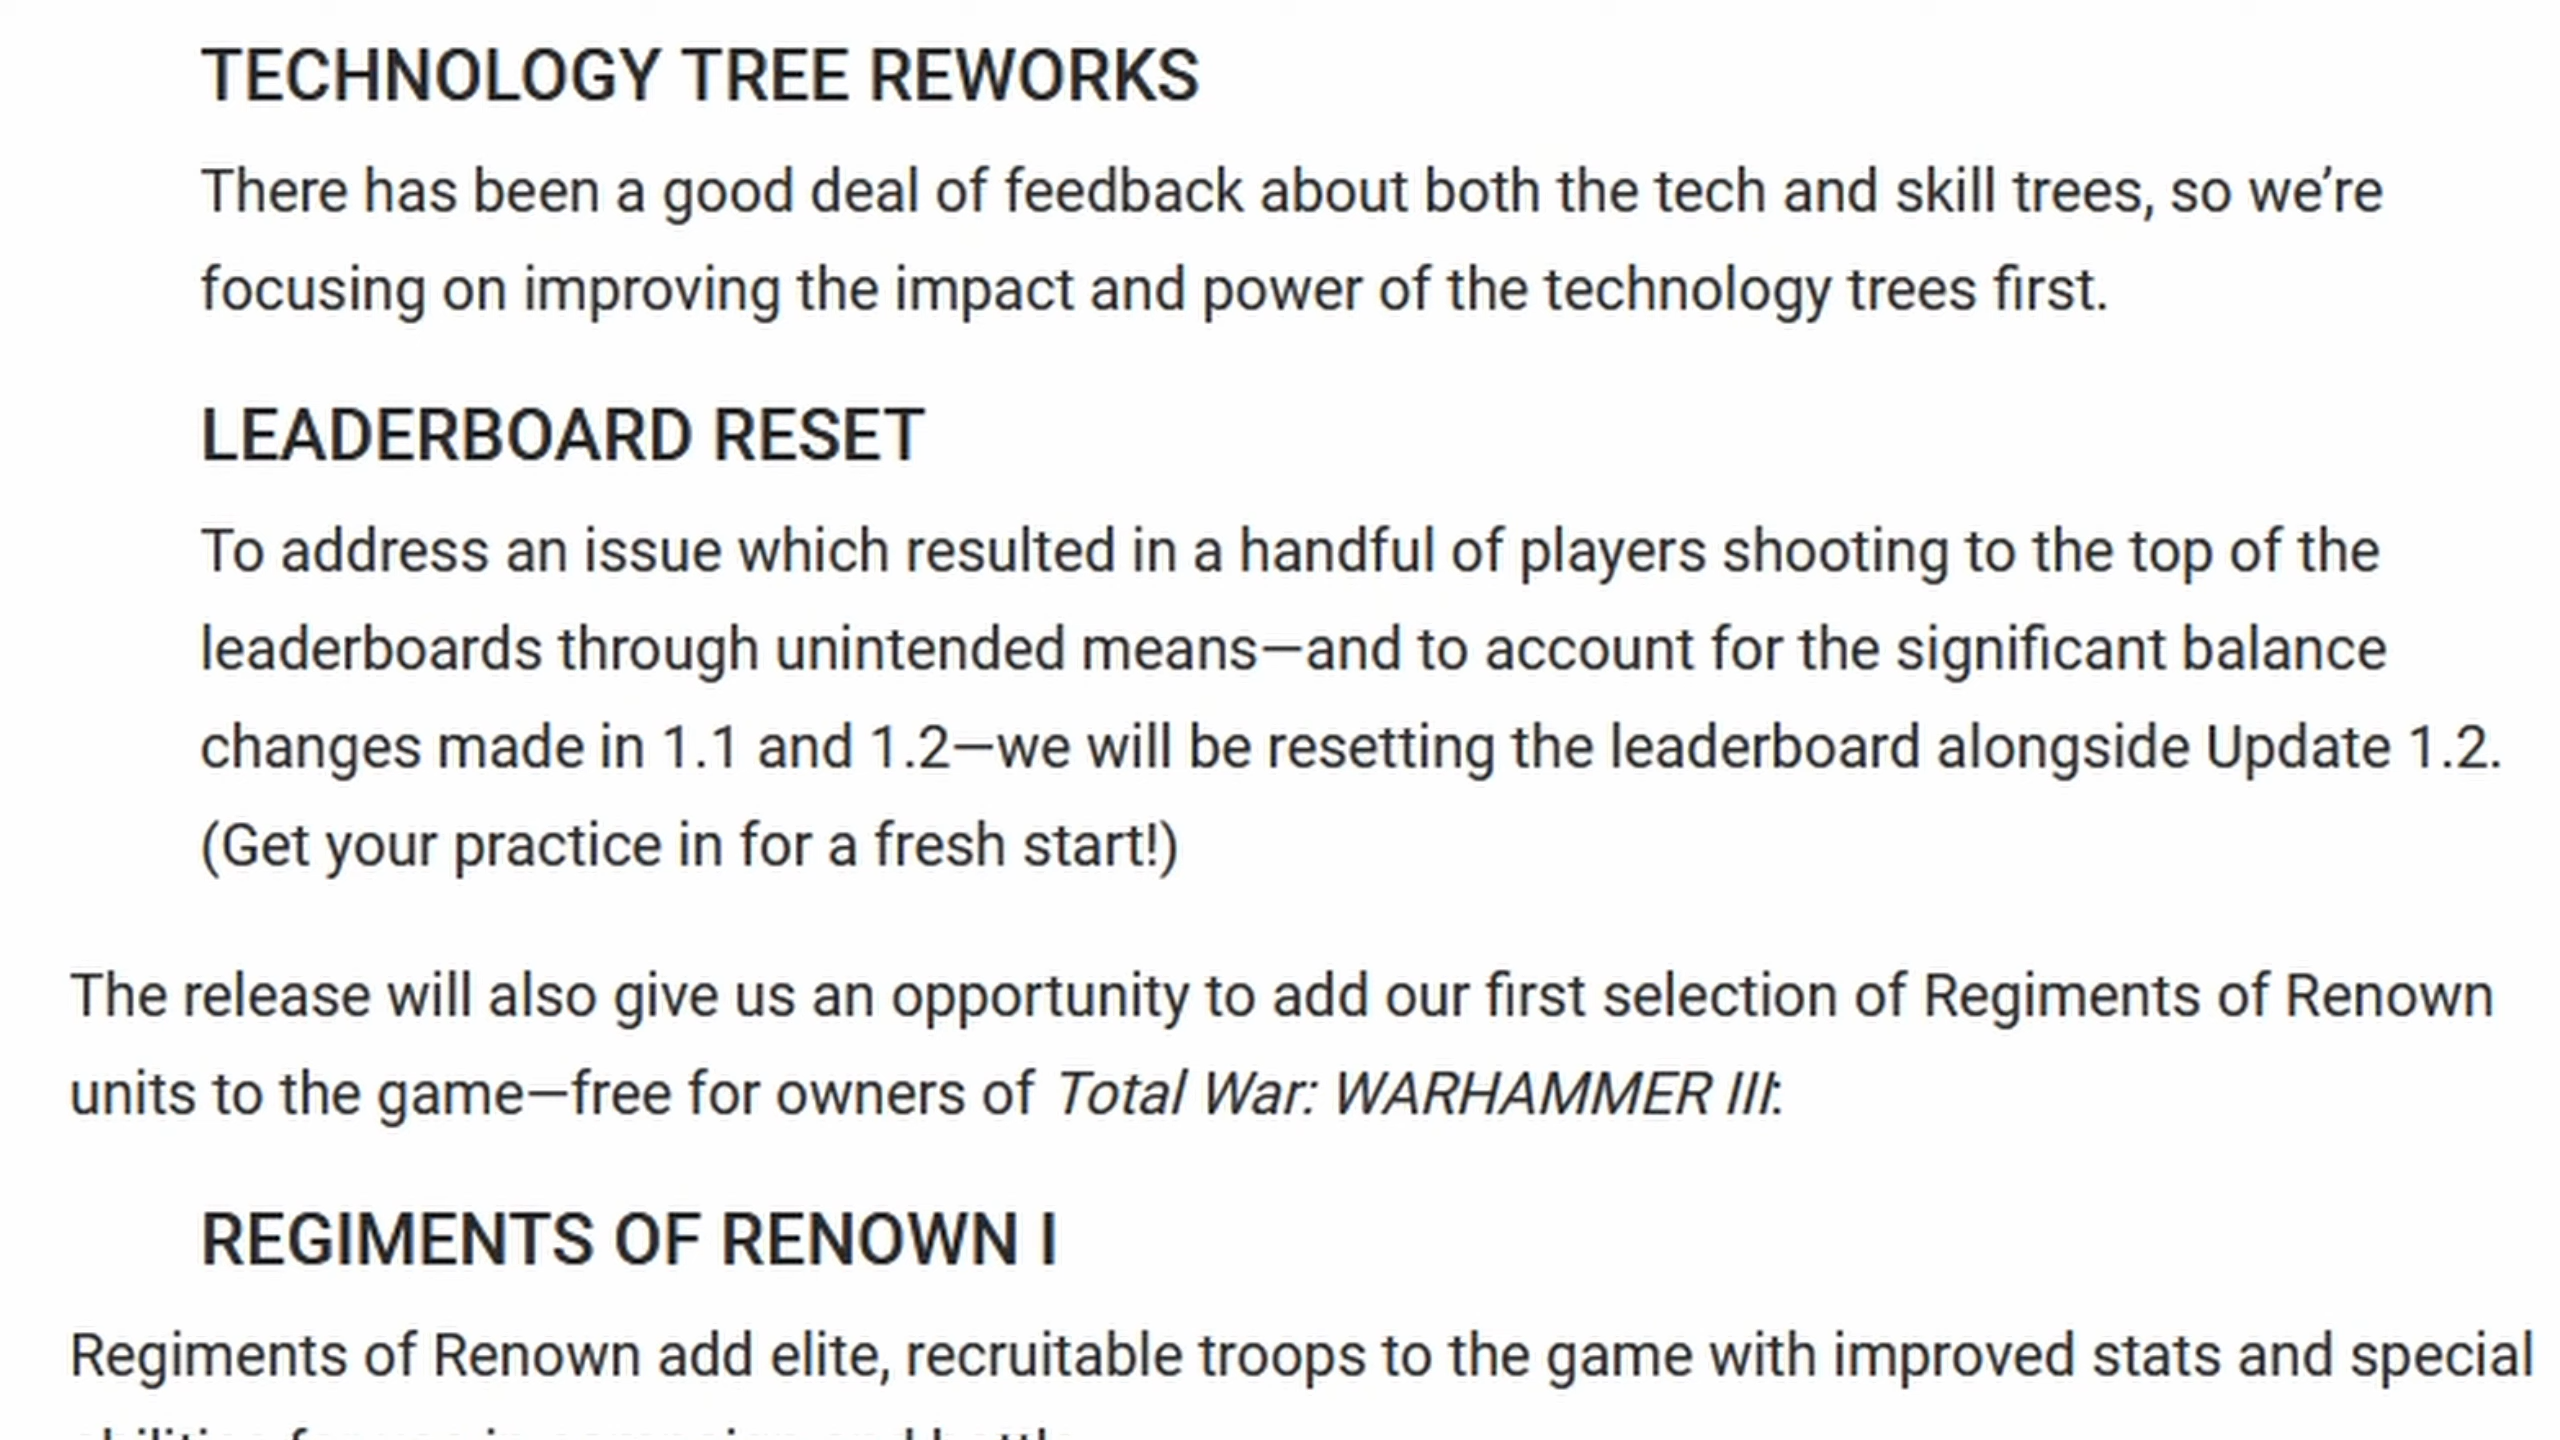 TECHNOLOGY TREE REWORKS
There has been a good deal of feedback about both the tech and skill trees, so we’re
focusing on improving the impact and power of the technology trees first.
LEADERBOARD RESET
To address an issue which resulted in a handful of players shooting to the top of the
leaderboards through unintended means—and to account for the significant balance
changes made in 1.1 and 1.2—we will be resetting the leaderboard alongside Update 1.2.
(Get your practice in for a fresh start!)
The release will also give us an opportunity to add our first selection of Regiments of Renown
units to the game—free for owners of Total War: WARHAMMER III:
REGIMENTS OF RENOWN I
Regiments of Renown add elite, recruitable troops to the game with improved stats and special